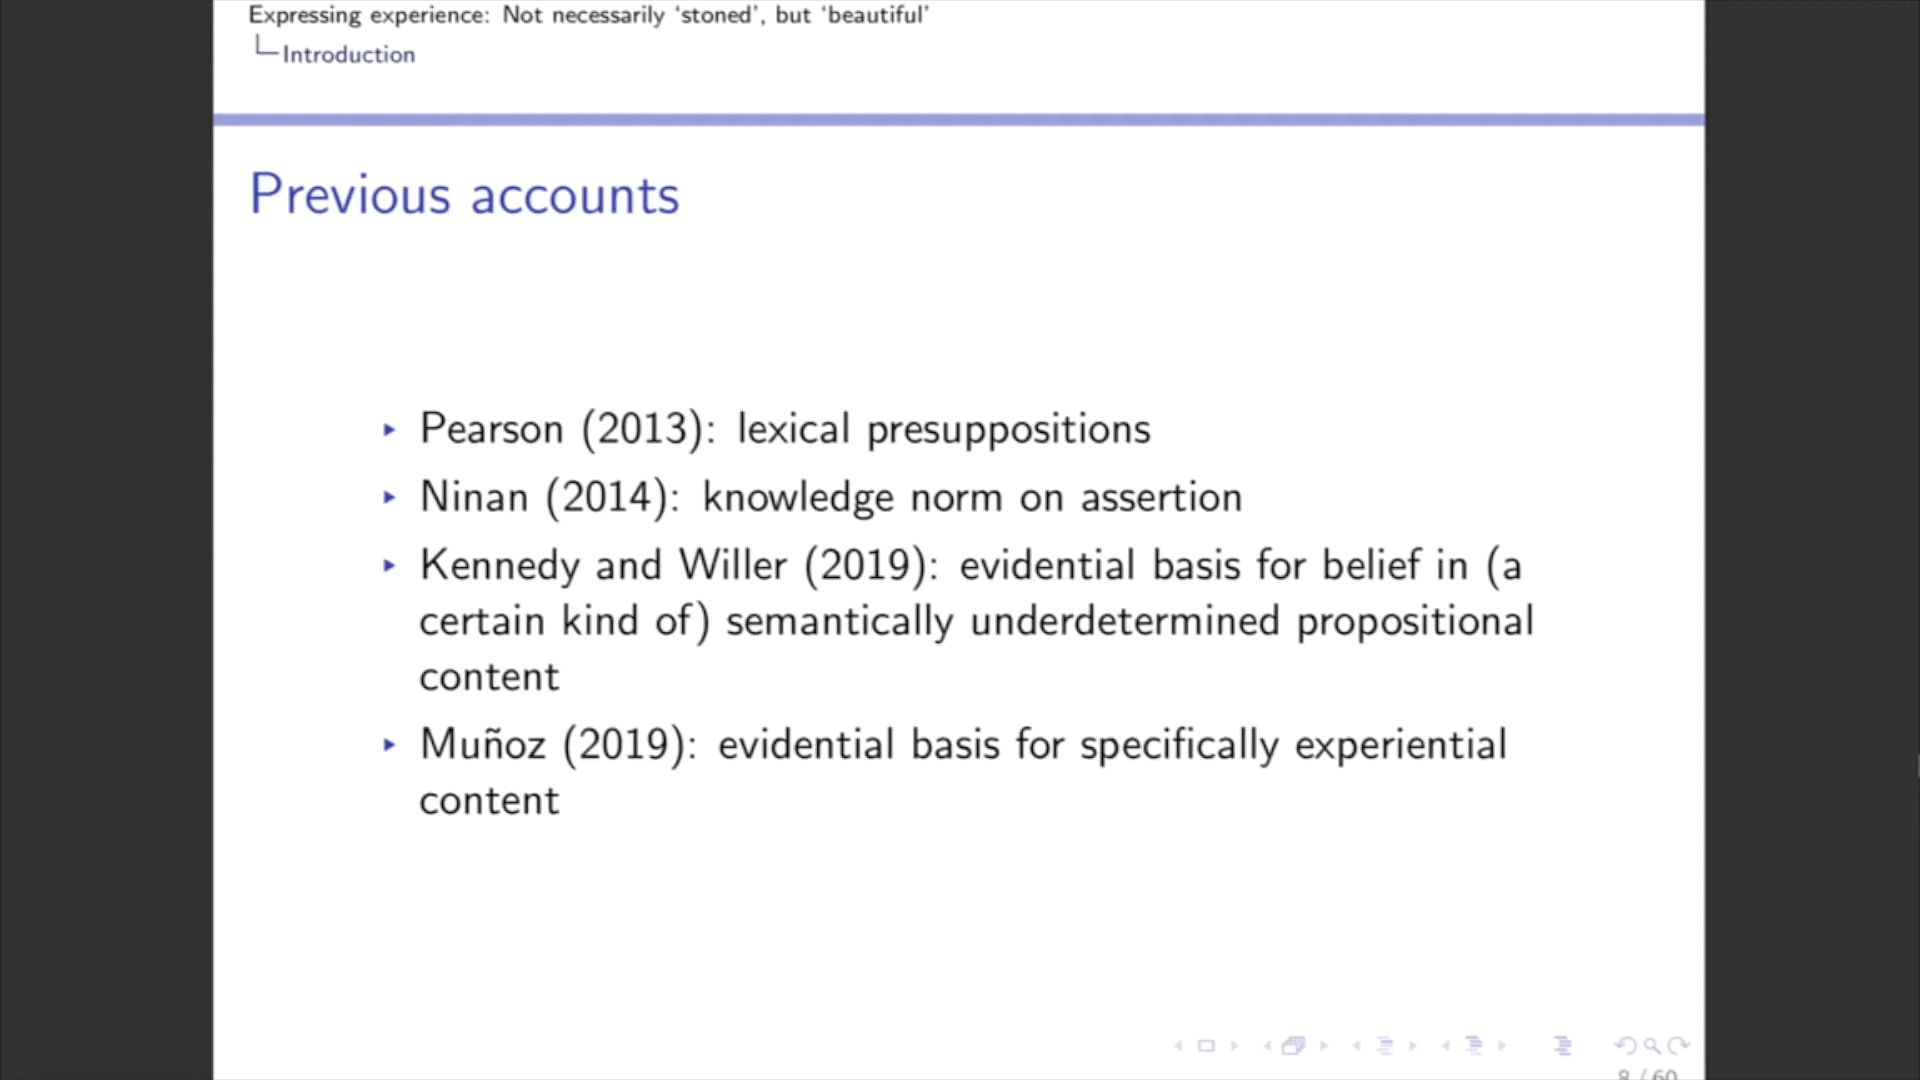 Expressing experience: Not necessarily ‘stoned’, but ‘beautiful’
Introduction
Previous accounts
Pearson (2013): lexical presuppositions
Ninan (2014): knowledge norm on assertion
Kennedy and Willer (2019): evidential basis for belief in (a
certain kind of) semantically underdetermined propositional
content
Muñoz (2019): evidential basis for specifically experiential
content
8 / 60